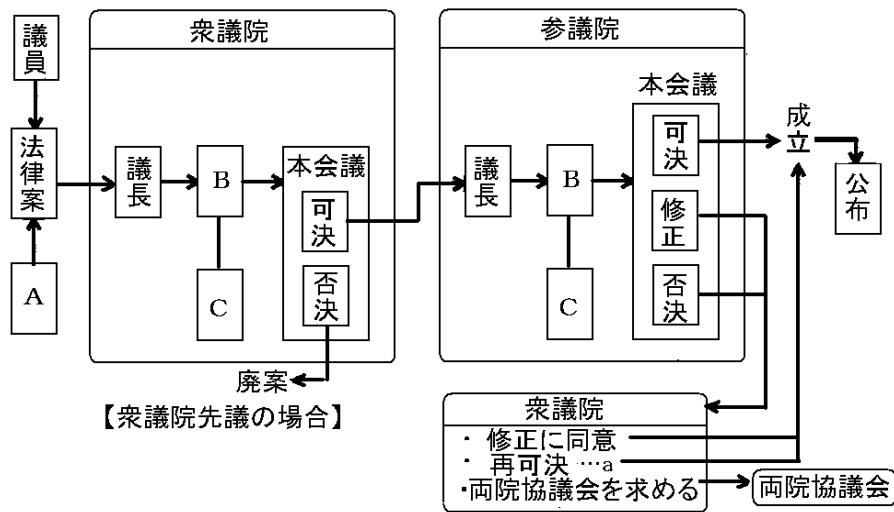 議員
法律案
A
衆議院
議長
B
C
本会議
可決
否決
廃案
【衆議院先議の場合】
参議院
議長
B
C
本会議
可決
修正
否決
成立
公布
衆議院
・修正に同意
・再可決…a
・両院協議会を求める
両院協議会